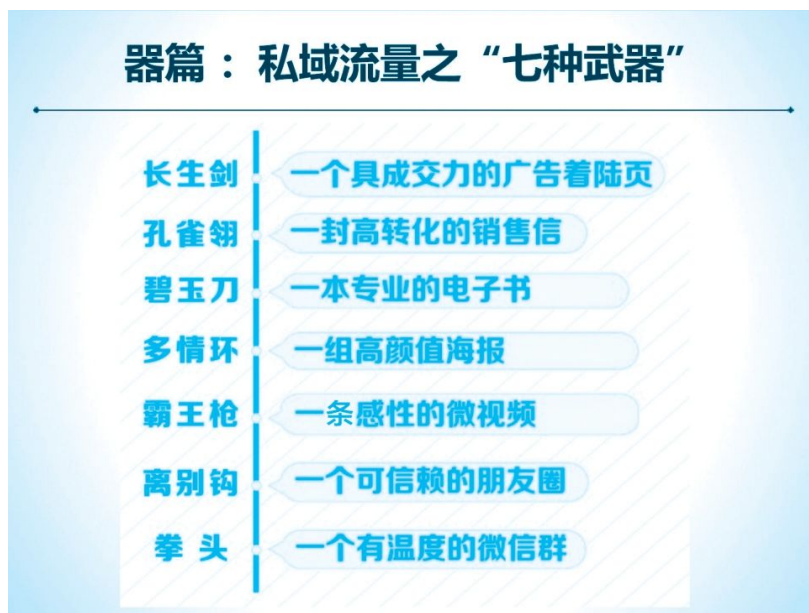 器篇：私域流量之“七种武器”
长生剑 一个具成交力的广告着陆页
孔雀翎 一封高转化的销售信
碧玉刀 一本专业的电子书
多情环 一组高颜值海报
霸王枪 一条感性的微视频
离别钩 一个可信赖的朋友圈
拳头 一个有温度的微信群